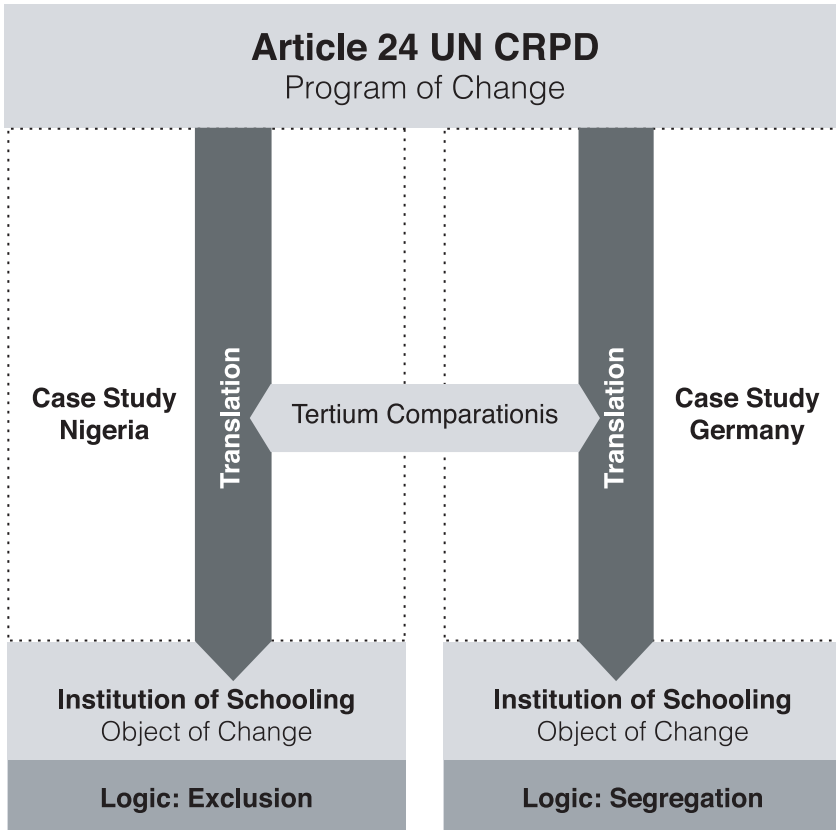 Article 24 UN CRPD
Program of Change
Case Study
Nigeria
Translation
Tertium Comparationis
Translation
Case Study
Germany
Institution of Schooling
Object of Change
Logic: Exclusion
Institution of Schooling
Object of Change
Logic: Segregation